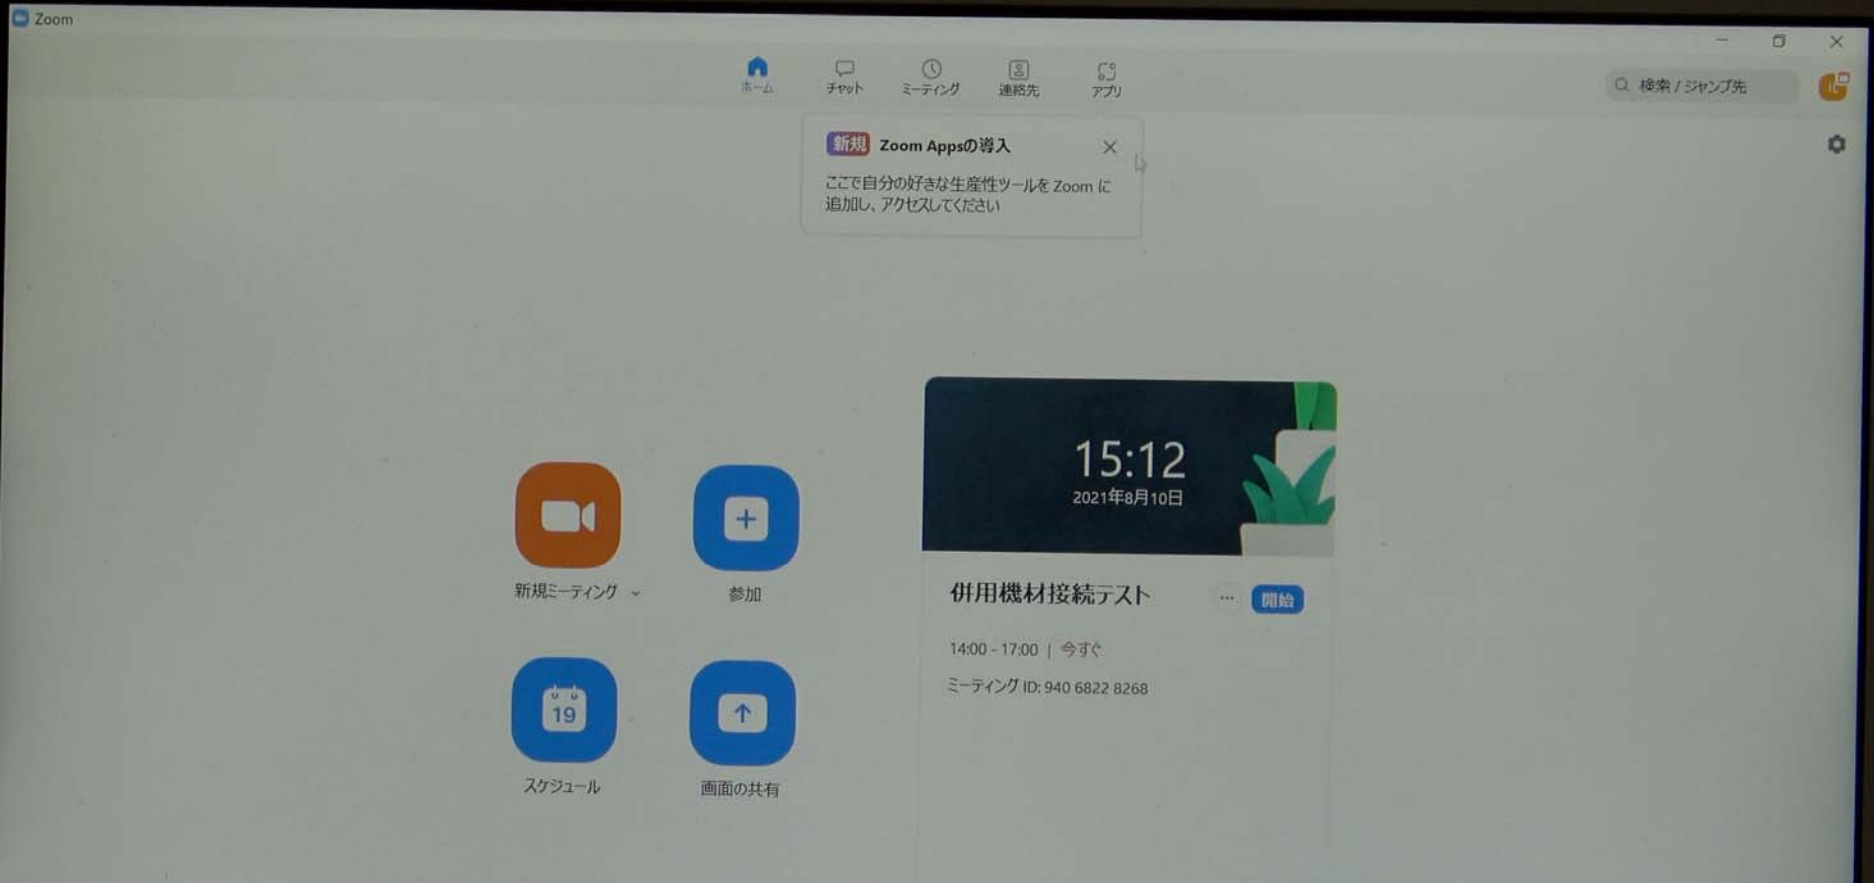 Zoom
ホーム
チャット
ミーティング
連絡先
アプリ
検索 / ジャンプ先
新規 Zoom Appsの導入
ここで自分の好きな生産性ツールを Zoom に
追加し、アクセスしてください
15:12
2021年8月10日
新規ミーティング
参加
併用機材接続テスト
開始
14:00 - 17:00 | 今すぐ
ミーティング ID: 940 6822 8268
19
スケジュール
画面の共有